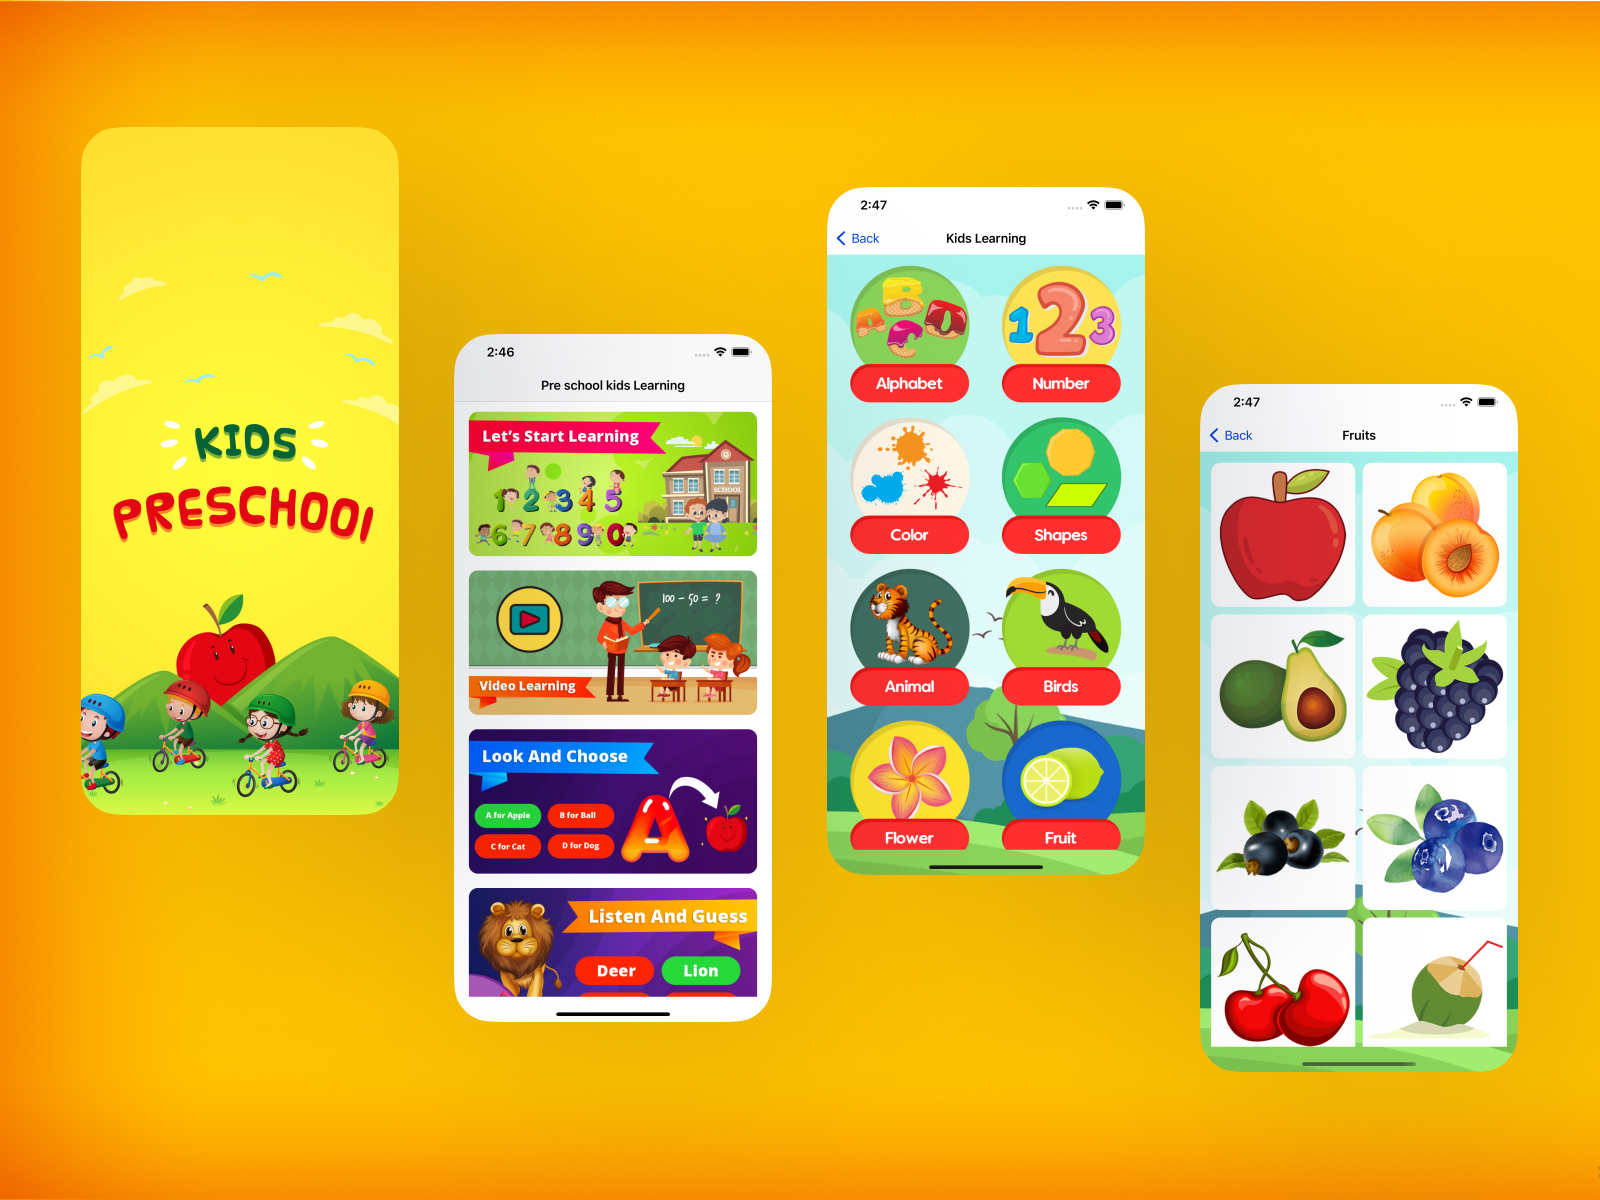 KIDS
PRESCHOOl
2:46
Pre school kids Learning
Let's Start Learning
1 2 3 4 5
6 7 8 9 0
SCHOOL
100 - 50 = ?
Video Learning
Look And Choose
A for Apple
B for Ball
C for Cat
D for Dog
A
Listen And Guess
Deer
Lion
2:47
Back
Kids Learning
A B C D
1 2 3
Alphabet
Number
Color
Shapes
Animal
Birds
Flower
Fruit
2:47
Back
Fruits